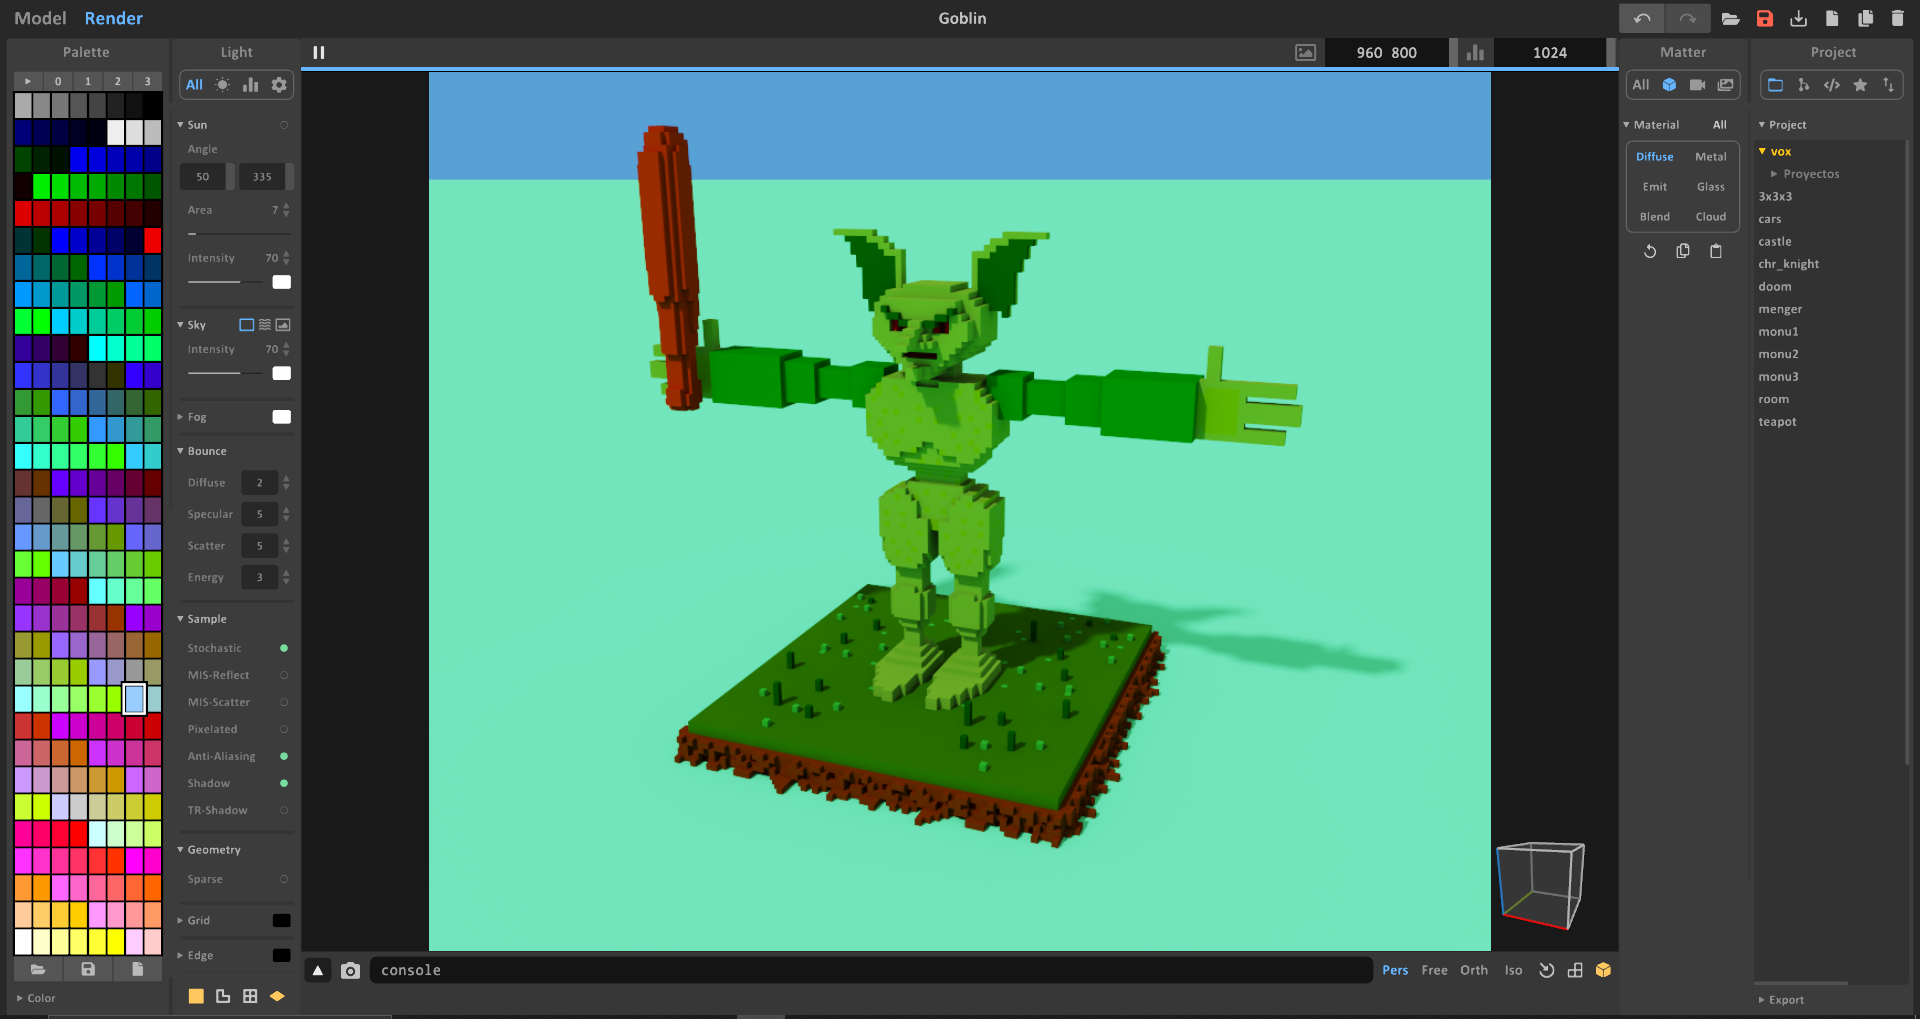 Model Render
Goblin
Palette
Light
960 800
1024
Matter
Project
0 1 2 3
All
All
Sun
Angle
50 335
Area 7
Intensity 70
Sky
Intensity 70
Fog
Bounce
Diffuse 2
Specular 5
Scatter 5
Energy 3
Sample
Stochastic
MIS-Reflect
MIS-Scatter
Pixelated
Anti-Aliasing
Shadow
TR-Shadow
Geometry
Sparse
Grid
Edge
Color
console
Pers Free Orth Iso
Material All
Diffuse Metal
Emit Glass
Blend Cloud
Project
vox
Proyectos
3x3x3
cars
castle
chr_knight
doom
menger
monu1
monu2
monu3
room
teapot
Export